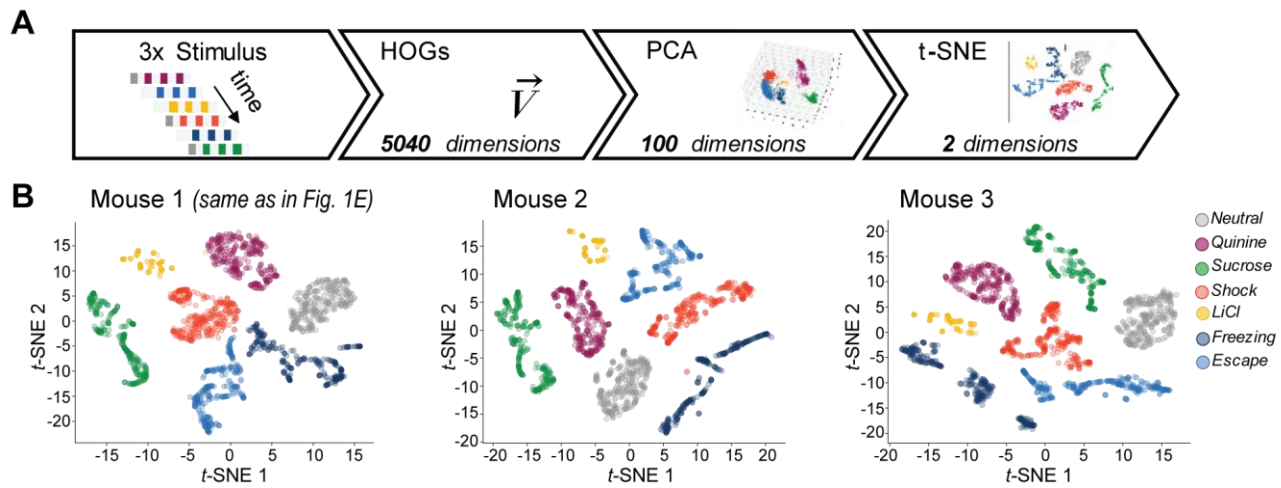 A
3x Stimulus
time
HOGs
V
5040 dimensions
PCA
100 dimensions
t-SNE
2 dimensions
B
Mouse 1 (same as in Fig. 1E)
t-SNE 2
15
10
5
0
-5
-10
-15
-20
-15 -10 -5 0 5 10 15
t-SNE 1
Mouse 2
t-SNE 2
15
10
5
0
-5
-10
-15
-20
-20 -15 -10 -5 0 5 10 15 20
t-SNE 1
Mouse 3
t-SNE 2
20
15
10
5
0
-5
-10
-15
-20
-20 -15 -10 -5 0 5 10 15
t-SNE 1
Neutral
Quinine
Sucrose
Shock
LiCl
Freezing
Escape